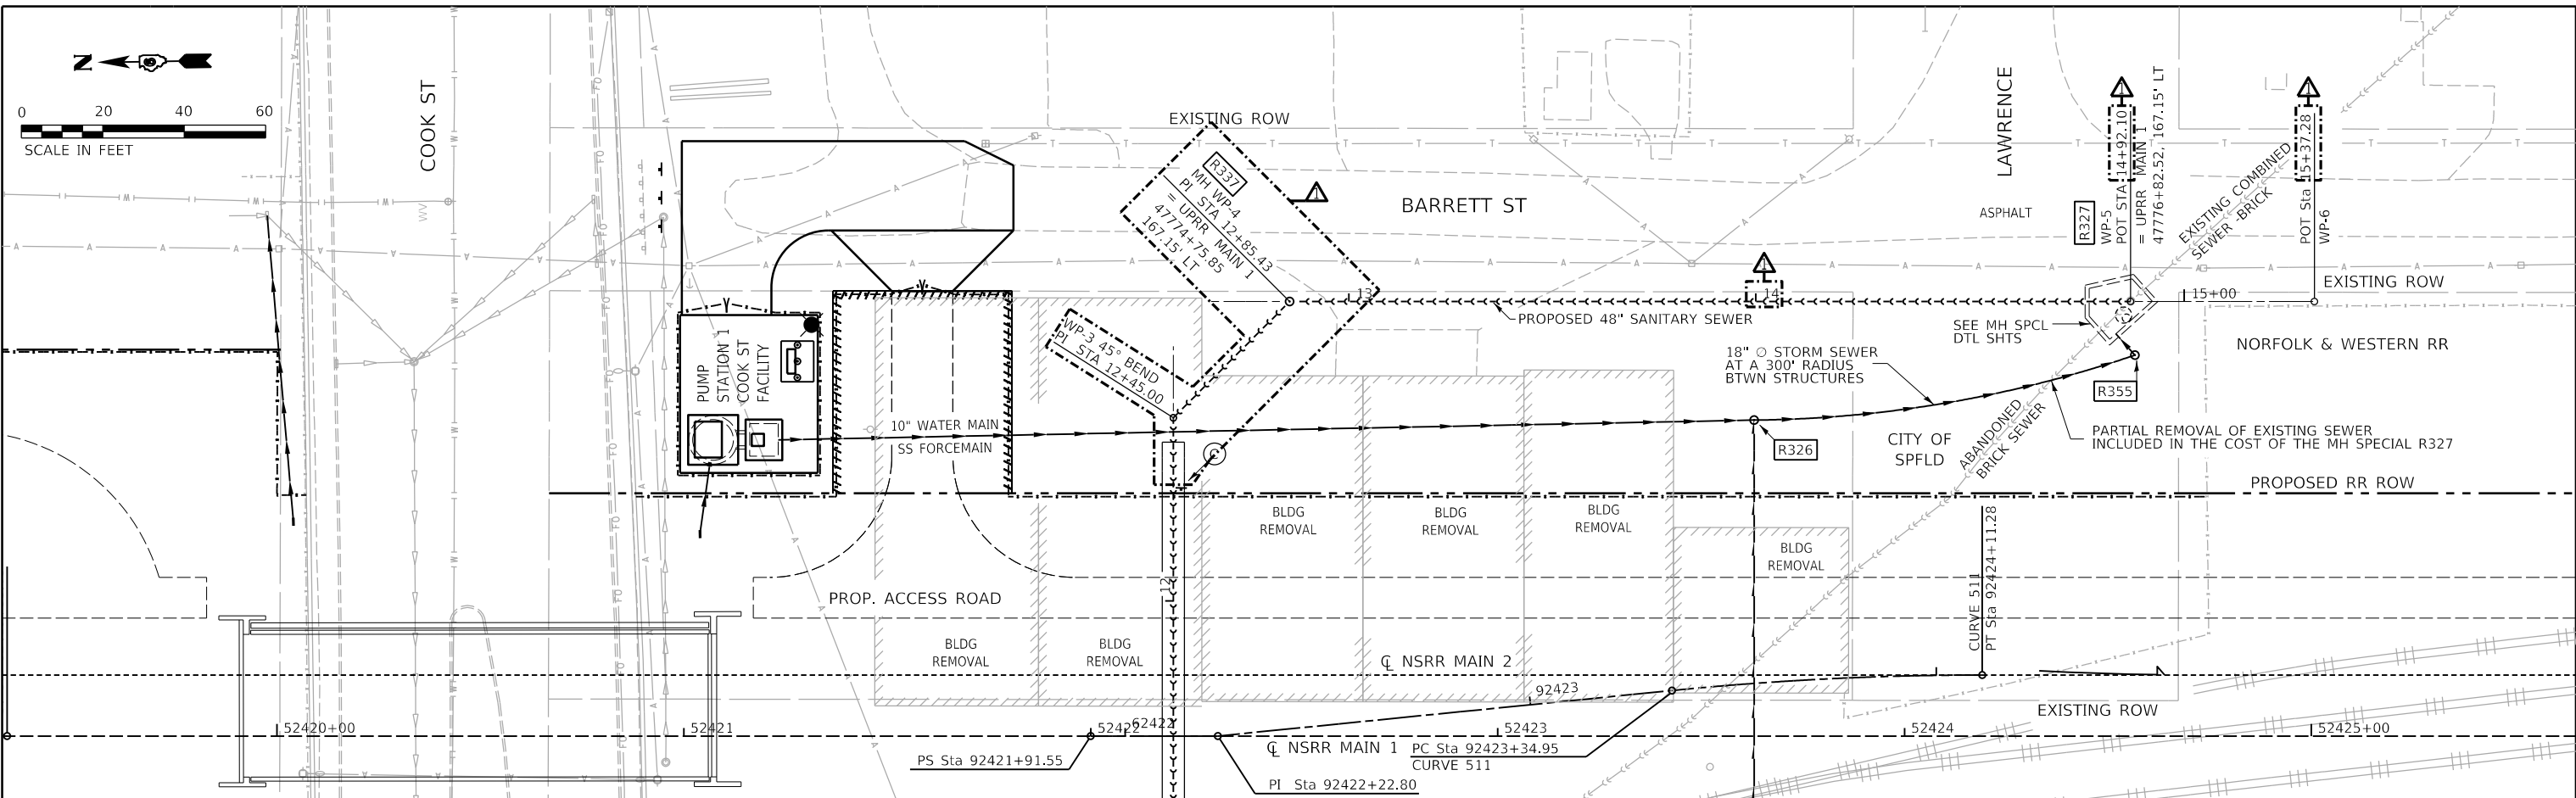 N
0 20 40 60
SCALE IN FEET
COOK ST
WV
EXISTING ROW
R337
MH WP-4
PI STA 12+85.43
= UPRR MAIN 1
47774+75.85
167.15' LT
1
BARRETT ST
LAWRENCE
ASPHALT
R327
WP-5
POT STA 14+92.10
= UPRR MAIN 1
47776+82.52, 167.15' LT
1
EXISTING COMBINED
SEWER -BRICK
POT Sta 15+37.28
WP-6
1
EXISTING ROW
1
13
14
15+00
PROPOSED 48" SANITARY SEWER
SEE MH SPCL
DTL SHTS
NORFOLK & WESTERN RR
WP-3 45° BEND
PI STA 12+45.00
PUMP
STATION 1
COOK ST
FACILITY
18" ∅ STORM SEWER
AT A 300' RADIUS
BTWN STRUCTURES
R355
10" WATER MAIN
SS FORCEMAIN
R326
CITY OF
SPFLD
ABANDONED
BRICK SEWER
PARTIAL REMOVAL OF EXISTING SEWER
INCLUDED IN THE COST OF THE MH SPECIAL R327
PROPOSED RR ROW
BLDG
REMOVAL
BLDG
REMOVAL
BLDG
REMOVAL
BLDG
REMOVAL
12
PROP. ACCESS ROAD
BLDG
REMOVAL
BLDG
REMOVAL
CURVE 511
PT Sta 92424+11.28
℄ NSRR MAIN 2
92423
EXISTING ROW
52420+00
52421
52422
62422
52423
52424
52425+00
℄ NSRR MAIN 1
PS Sta 92421+91.55
PC Sta 92423+34.95
CURVE 511
PI Sta 92422+22.80